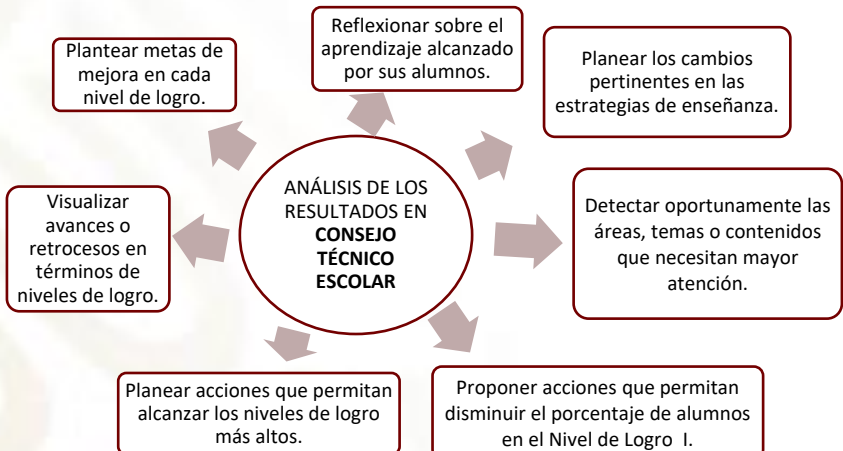 Reflexionar sobre el
aprendizaje alcanzado
por sus alumnos.
Plantear metas de
mejora en cada
nivel de logro.
Planear los cambios
pertinentes en las
estrategias de enseñanza.
ANÁLISIS DE LOS
RESULTADOS EN
CONSEJO
TÉCNICO
ESCOLAR
Visualizar
avances o
retrocesos en
términos de
niveles de logro.
Detectar oportunamente las
áreas, temas o contenidos
que necesitan mayor
atención.
Planear acciones que permitan
alcanzar los niveles de logro
más altos.
Proponer acciones que permitan
disminuir el porcentaje de alumnos
en el Nivel de Logro I.